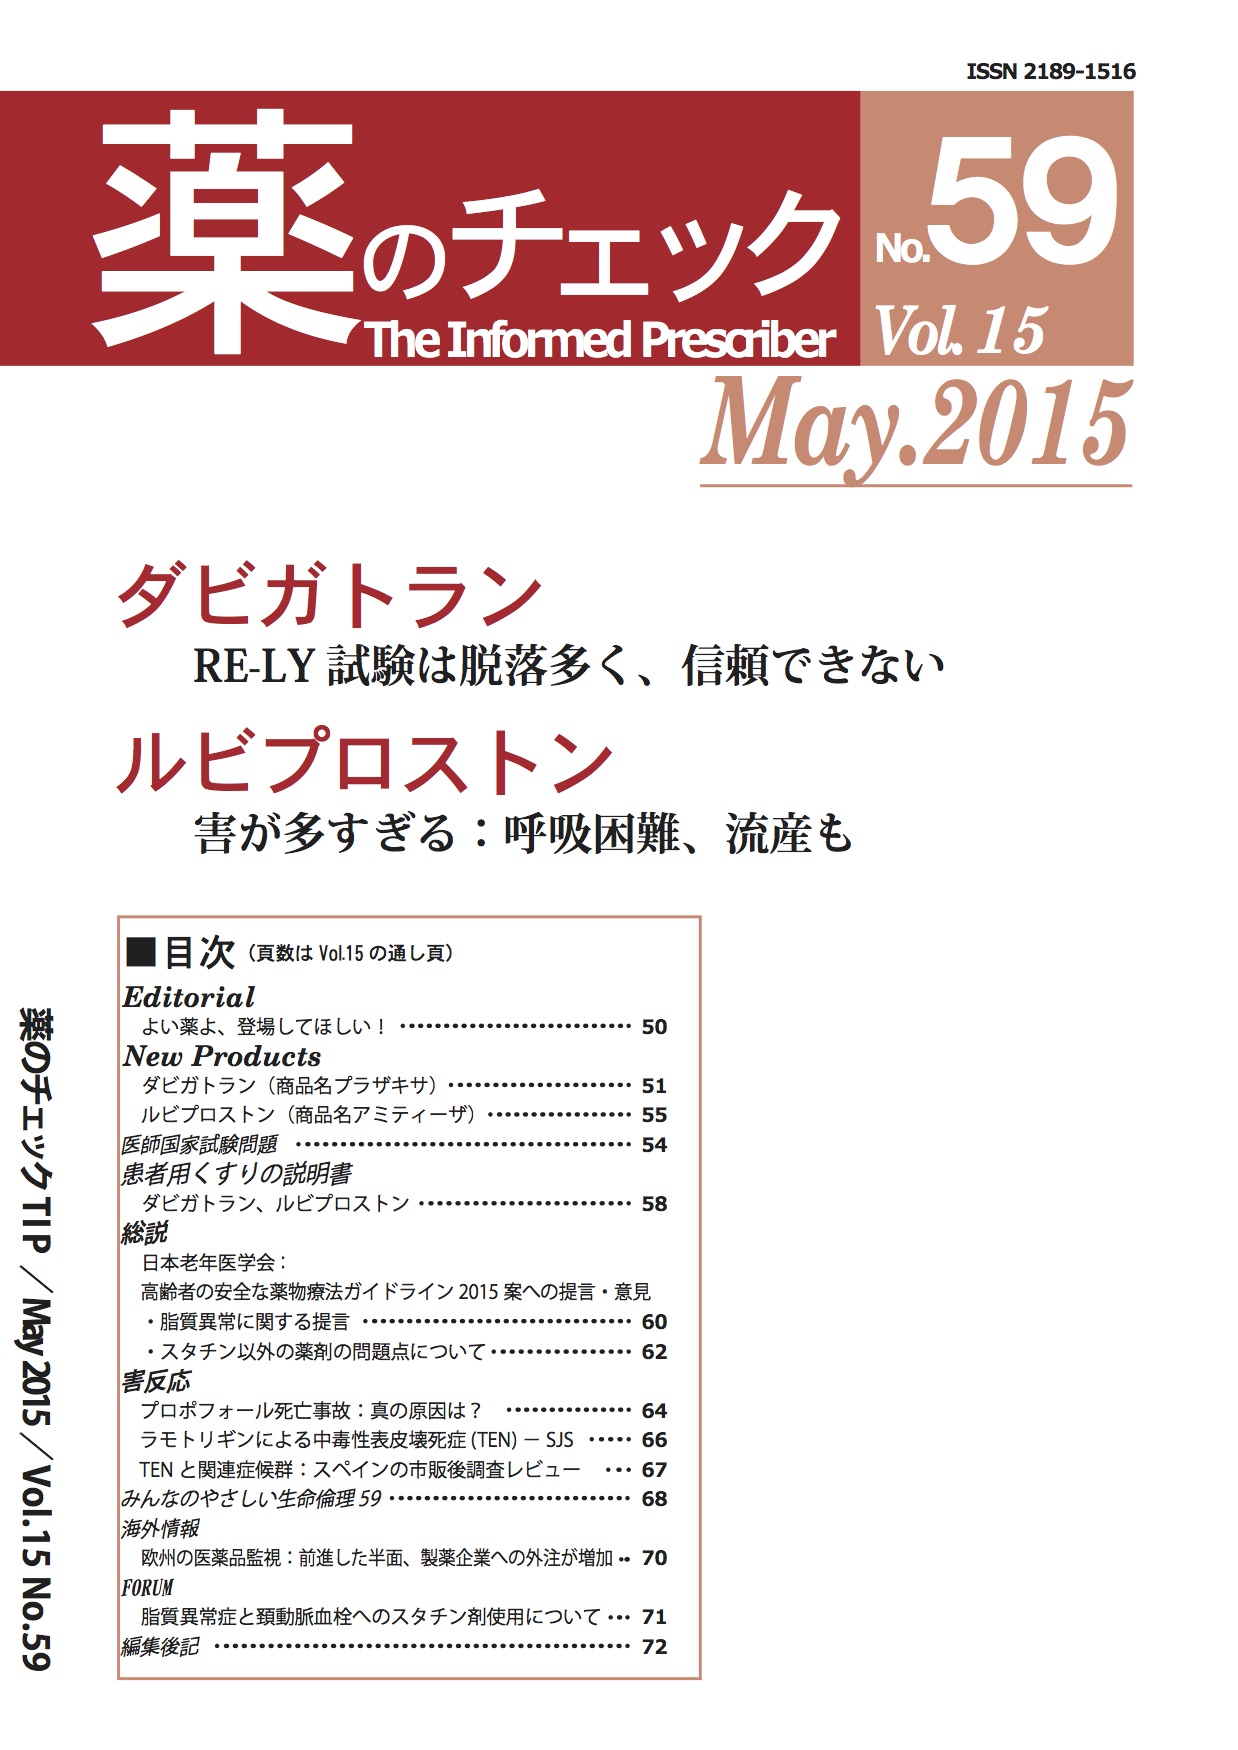 ISSN 2189-1516
薬のチェック
The Informed Prescriber
No.59
Vol. 15
May.2015
ダビガトラン
RE-LY 試験は脱落多く、信頼できない
ルビプロストン
害が多すぎる：呼吸困難、流産も
■目次（頁数は Vol.15 の通し頁）
Editorial
よい薬よ、登場してほしい！ ‥‥‥‥‥‥‥‥‥‥‥‥‥ 50
New Products
ダビガトラン（商品名プラザキサ）‥‥‥‥‥‥‥‥‥‥ 51
ルビプロストン（商品名アミティーザ）‥‥‥‥‥‥‥‥ 55
医師国家試験問題 ‥‥‥‥‥‥‥‥‥‥‥‥‥‥‥‥‥‥‥ 54
患者用くすりの説明書
ダビガトラン、ルビプロストン ‥‥‥‥‥‥‥‥‥‥‥‥ 58
総説
日本老年医学会：
高齢者の安全な薬物療法ガイドライン 2015 案への提言・意見
・脂質異常に関する提言 ‥‥‥‥‥‥‥‥‥‥‥‥‥‥‥ 60
・スタチン以外の薬剤の問題点について‥‥‥‥‥‥‥‥ 62
害反応
プロポフォール死亡事故：真の原因は？ ‥‥‥‥‥‥‥ 64
ラモトリギンによる中毒性表皮壊死症 (TEN) － SJS ‥‥‥ 66
TEN と関連症候群：スペインの市販後調査レビュー ‥‥ 67
みんなのやさしい生命倫理 59 ‥‥‥‥‥‥‥‥‥‥‥‥‥‥ 68
海外情報
欧州の医薬品監視：前進した半面、製薬企業への外注が増加 ‥ 70
FORUM
脂質異常症と頚動脈血栓へのスタチン剤使用について ‥‥ 71
編集後記 ‥‥‥‥‥‥‥‥‥‥‥‥‥‥‥‥‥‥‥‥‥‥‥‥ 72
薬のチェック TIP ／ May 2015 ／ Vol.15 No.59